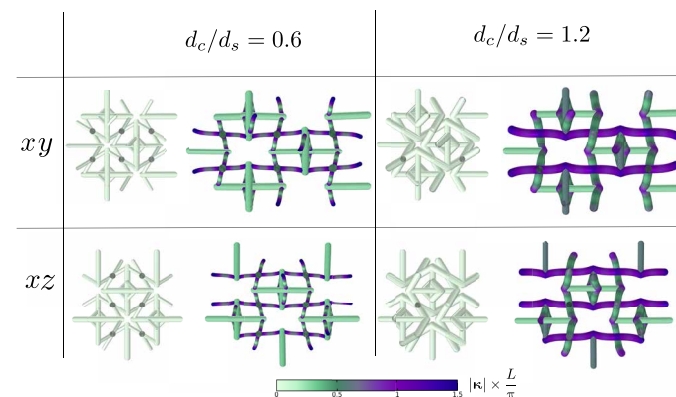 d_c/d_s = 0.6
d_c/d_s = 1.2
xy
xz
|κ| × L/π
0 0.5 1 1.5